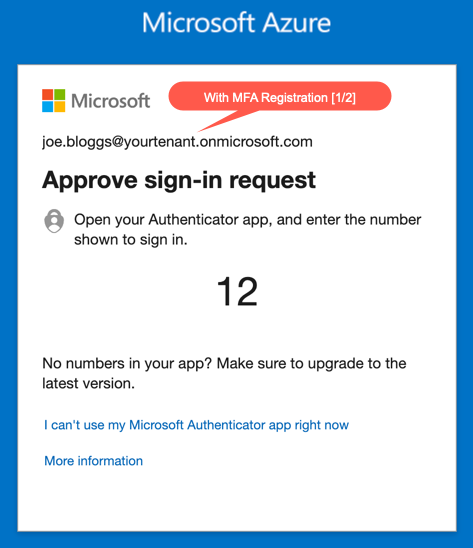 Microsoft Azure
Microsoft
With MFA Registration [1/2]
joe.bloggs@yourtenant.onmicrosoft.com
Approve sign-in request
Open your Authenticator app, and enter the number
shown to sign in.
12
No numbers in your app? Make sure to upgrade to the
latest version.
I can't use my Microsoft Authenticator app right now
More information